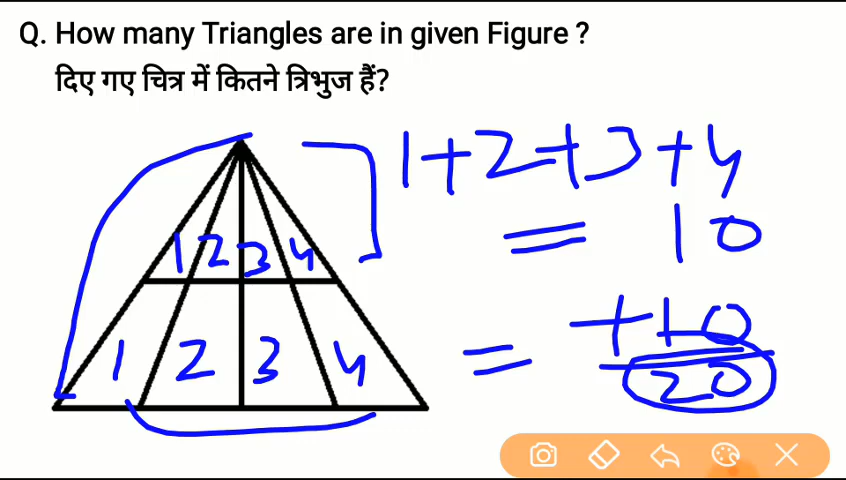 Q. How many Triangles are in given Figure ?
दिए गए चित्र में कितने त्रिभुज हैं?
1+2+3+4
= 10
1 2 3 4
+10
1 2 3 4
= 20